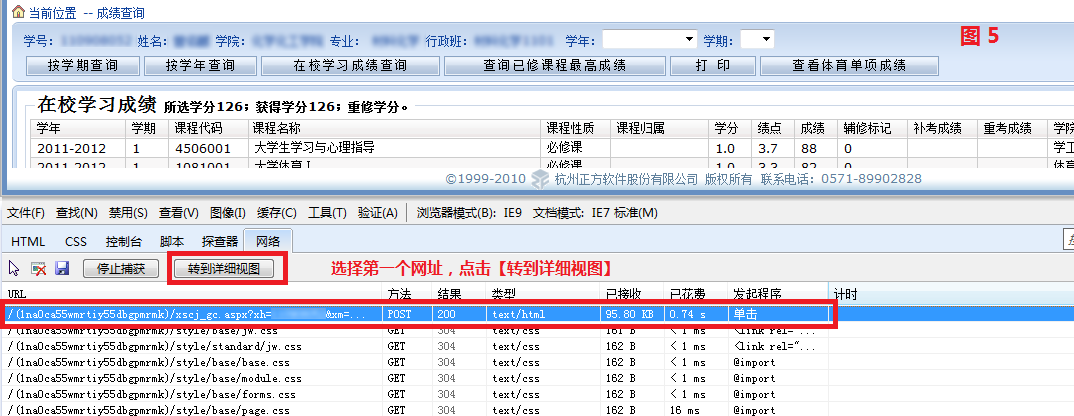 当前位置 -- 成绩查询
图 5
学号: 姓名: 学院: 专业: 行政班: 学年: 学期:
按学期查询 按学年查询 在校学习成绩查询 查询已修课程最高成绩 打 印 查看体育单项成绩
在校学习成绩 所选学分126；获得学分126；重修学分。
学年 学期 课程代码 课程名称 课程性质 课程归属 学分 绩点 成绩 辅修标记 补考成绩 重考成绩
2011-2012 1 4506001 大学生学习与心理指导 必修课 1.0 3.7 88 0
2011-2012 1 1081001 大学体育Ⅰ 必修课 1.0 3.3 82 0
©1999-2010 杭州正方软件股份有限公司 版权所有 联系电话：0571-89902828
文件(F) 查找(N) 禁用(S) 查看(V) 图像(I) 缓存(C) 工具(T) 验证(A) 浏览器模式(B): IE9 文档模式: IE7 标准(M)
HTML CSS 控制台 脚本 探查器 网络
停止捕获 转到详细视图 选择第一个网址，点击【转到详细视图】
URL 方法 结果 类型 已接收 已花费 发起程序 计时
/(1na0ca55wmrtiy55dbgpmrmk)/xscj_gc.aspx?xh= &xm=... POST 200 text/html 95.80 KB 0.74 s 单击
/(1na0ca55wmrtiy55dbgpmrmk)/style/base/jw.css GET 304 text/css 161 B < 1 ms <link rel="...
/(1na0ca55wmrtiy55dbgpmrmk)/style/standard/jw.css GET 304 text/css 162 B < 1 ms <link rel="...
/(1na0ca55wmrtiy55dbgpmrmk)/style/base/base.css GET 304 text/css 162 B < 1 ms @import
/(1na0ca55wmrtiy55dbgpmrmk)/style/base/module.css GET 304 text/css 162 B < 1 ms @import
/(1na0ca55wmrtiy55dbgpmrmk)/style/base/forms.css GET 304 text/css 162 B < 1 ms @import
/(1na0ca55wmrtiy55dbgpmrmk)/style/base/page.css GET 304 text/css 162 B 16 ms @import